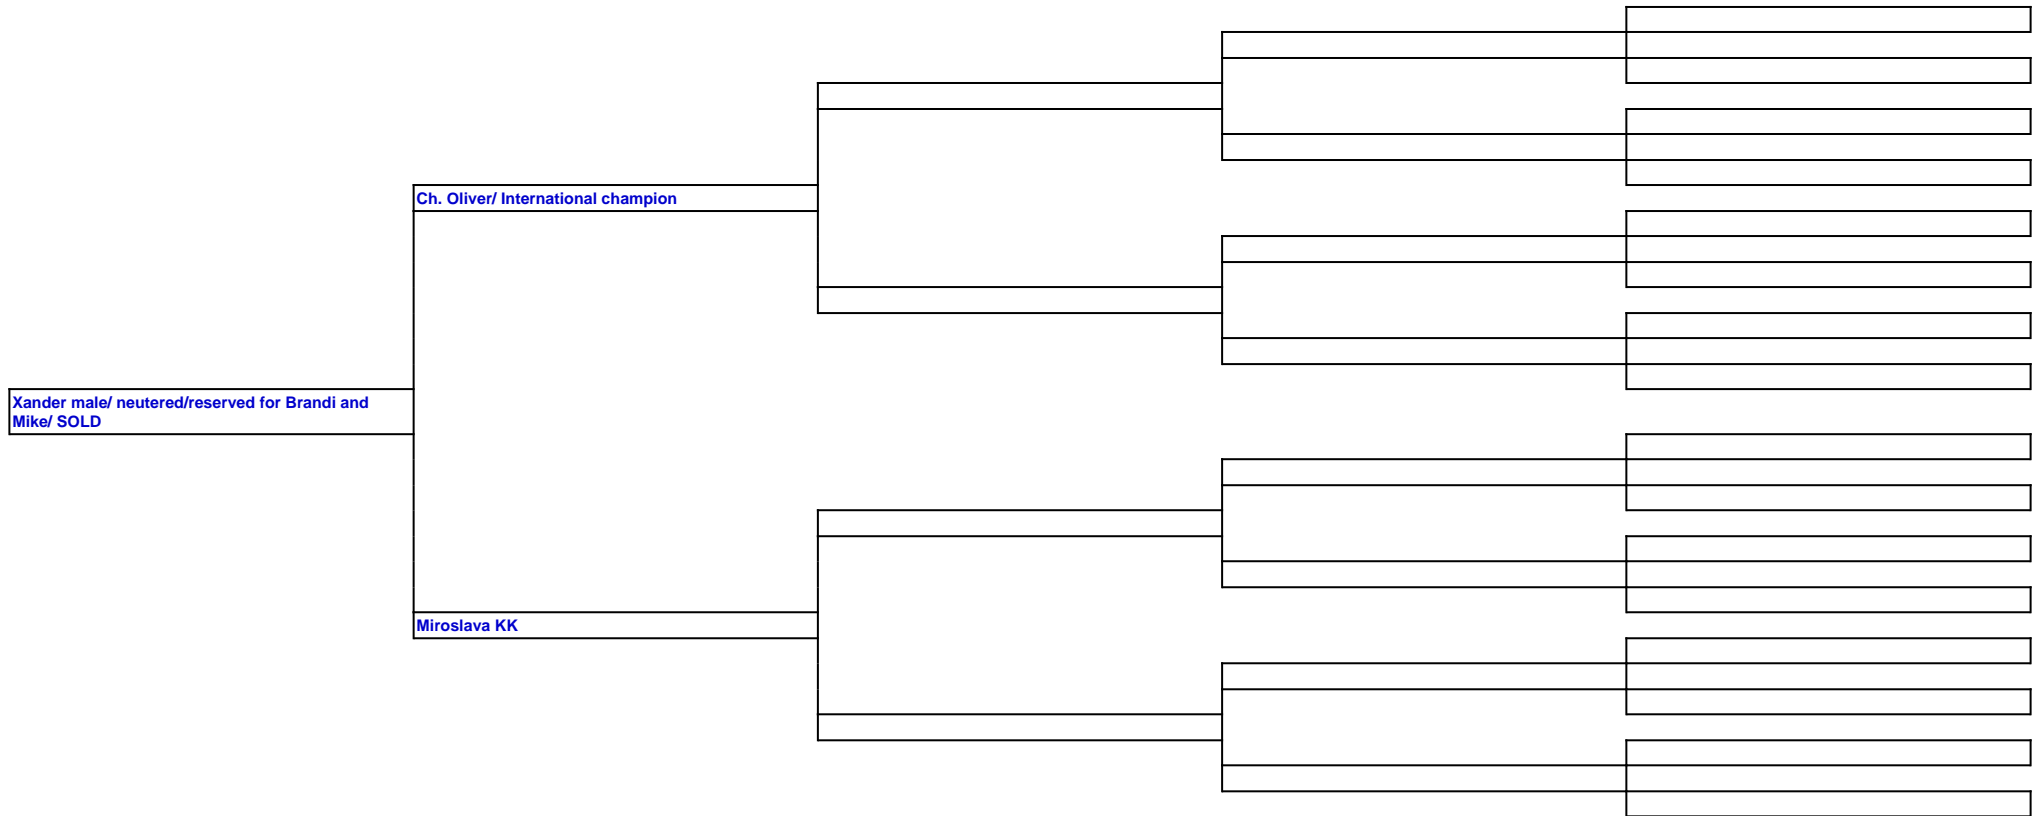 Ch. Oliver/ International champion
Xander male/ neutered/reserved for Brandi and
Mike/ SOLD
Miroslava KK